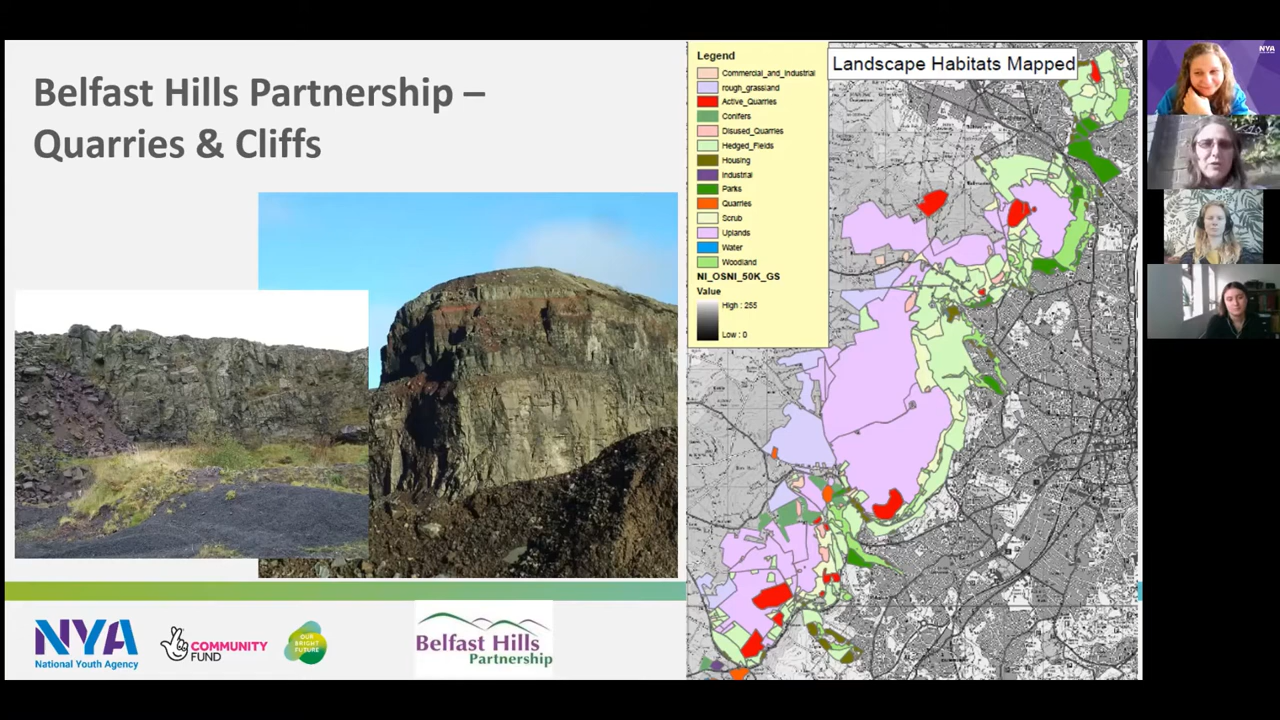 Belfast Hills Partnership –
Quarries & Cliffs
Legend
Commercial_and_Industrial
rough_grassland
Active_Quarries
Conifers
Disused_Quarries
Hedged_Fields
Housing
Industrial
Parks
Quarries
Scrub
Uplands
Water
Woodland
NI_OSNI_50K_GS
Value
High : 255
Low : 0
Landscape Habitats Mapped
NYA
NYA
National Youth Agency
COMMUNITY
FUND
OUR
BRIGHT
FUTURE
Belfast Hills
Partnership